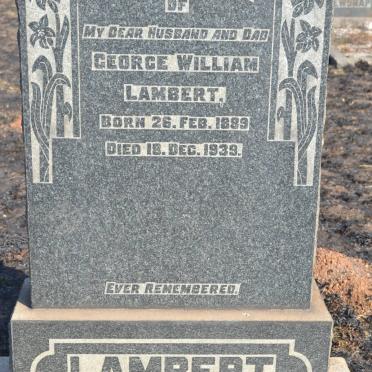 OF
MY DEAR HUSBAND AND DAD
GEORGE WILLIAM
LAMBERT,
BORN 26. FEB. 1889
DIED 18. DEC. 1939.
EVER REMEMBERED.
LAMBERT